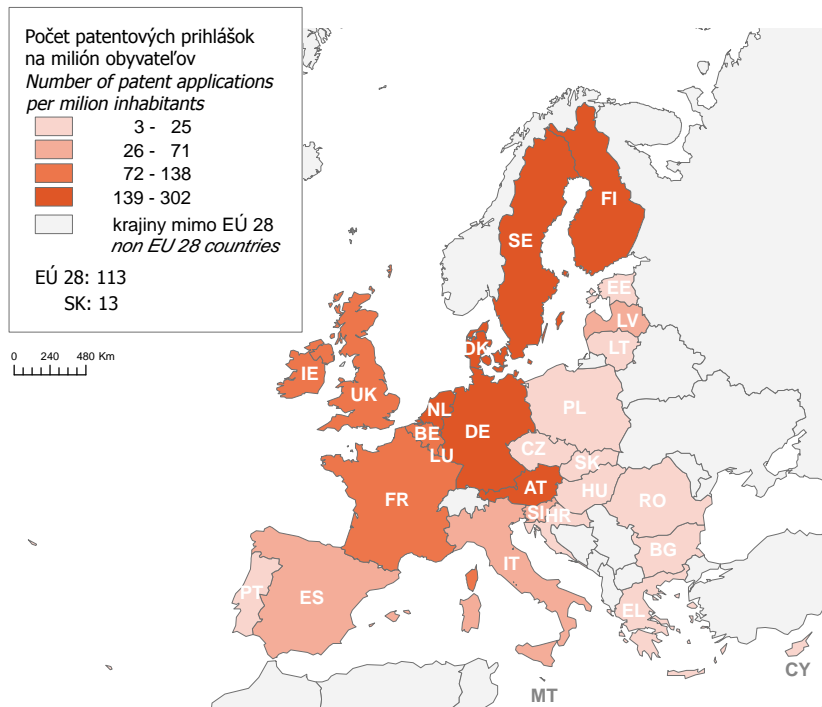 Počet patentových prihlášok
na milión obyvateľov
Number of patent applications
per milion inhabitants
3 - 25
26 - 71
72 - 138
139 - 302
krajiny mimo EÚ 28
non EU 28 countries
EÚ 28: 113
SK: 13
0 240 480 Km
FI
SE
EE
LV
LT
DK
IE
UK
NL
BE
LU
DE
PL
CZ
SK
AT
HU
RO
FR
SI
HR
BG
IT
PT
ES
EL
CY
MT